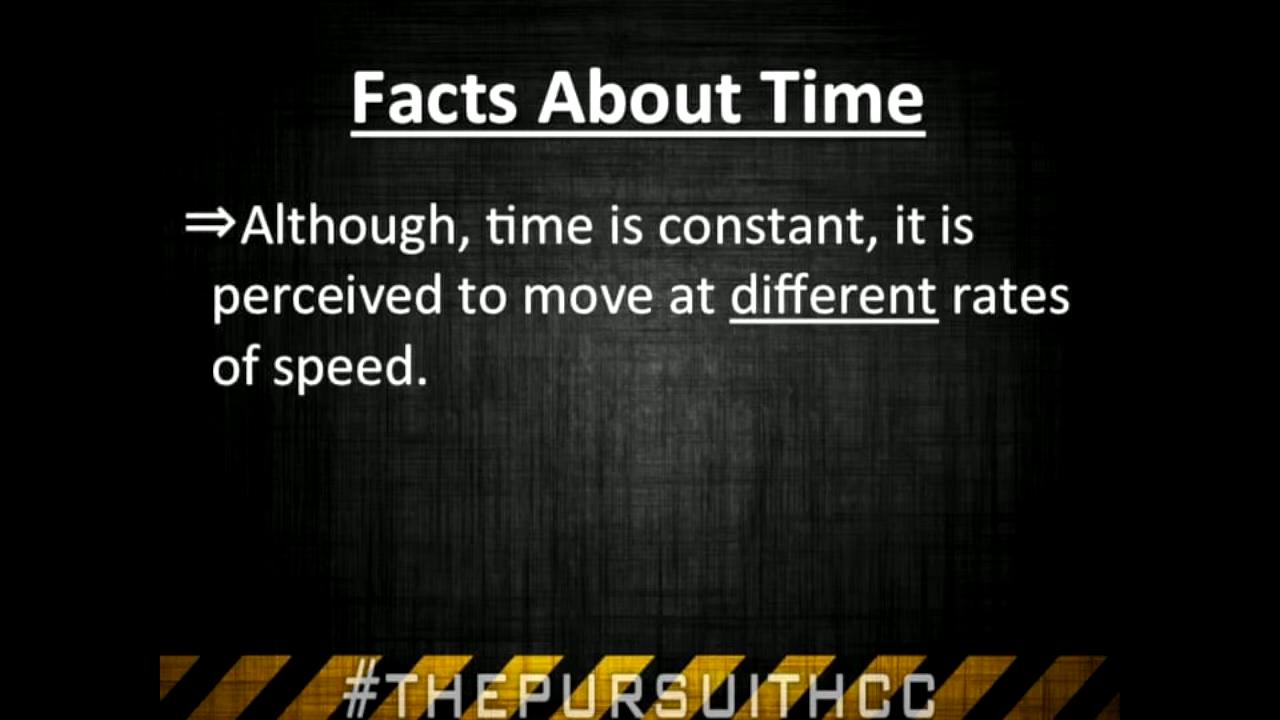 Facts About Time
⇒Although, time is constant, it is
perceived to move at different rates
of speed.
#THEPURSUITHCC